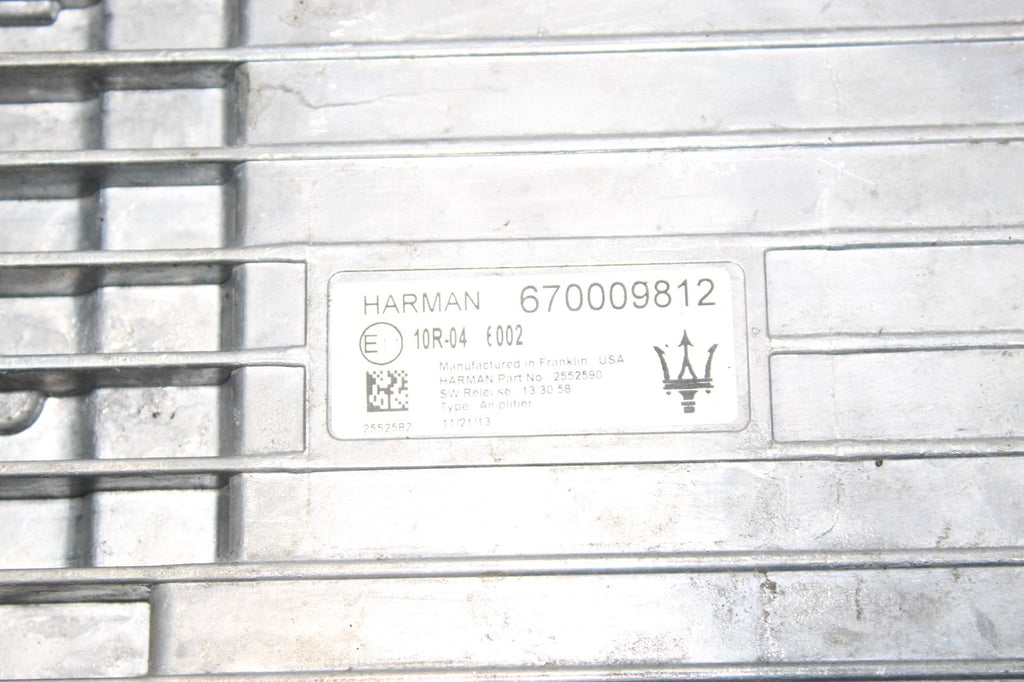 HARMAN 670009812
E 10R-04 6002
Manufactured in Franklin, USA
HARMAN Part No 2552590
SW Release 13.30.58
Type Amplifier
2552582 11/21/13